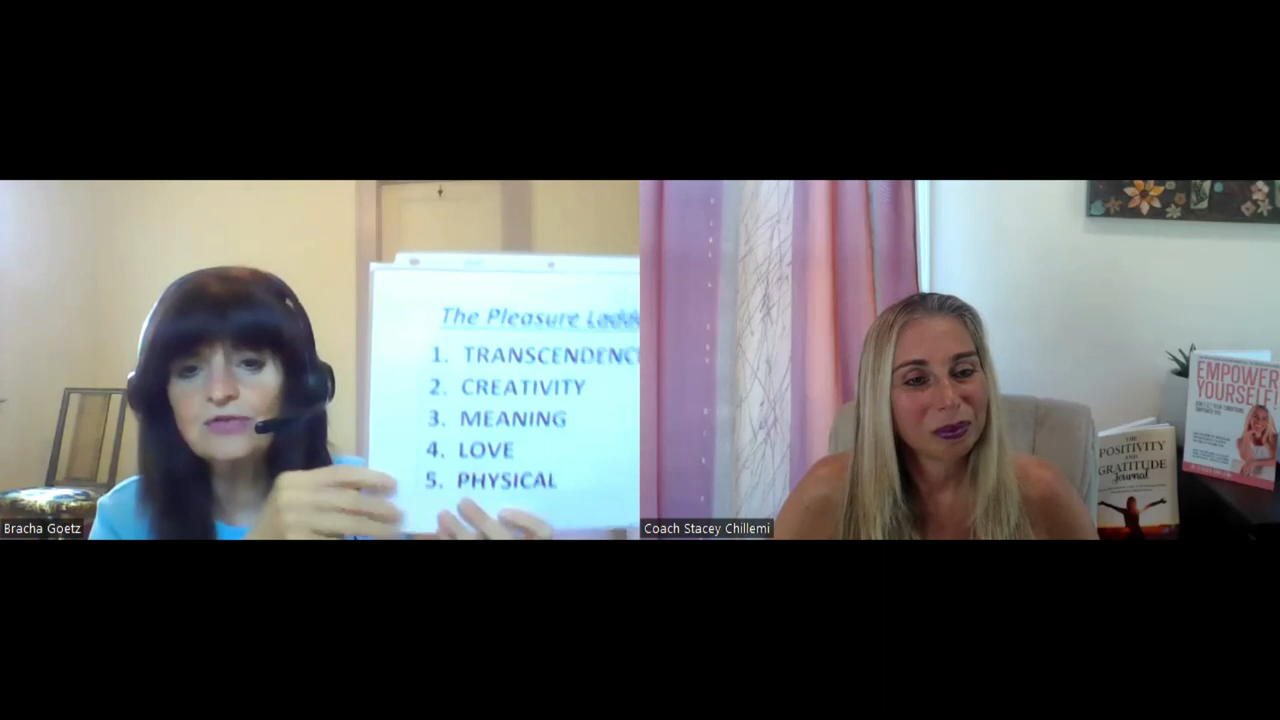 The Pleasure Ladde
1. TRANSCENDENC
2. CREATIVITY
3. MEANING
4. LOVE
5. PHYSICAL
Bracha Goetz
Coach Stacey Chillemi
THE
POSITIVITY
AND
GRATITUDE
Journal
EMPOWER
YOURSELF!